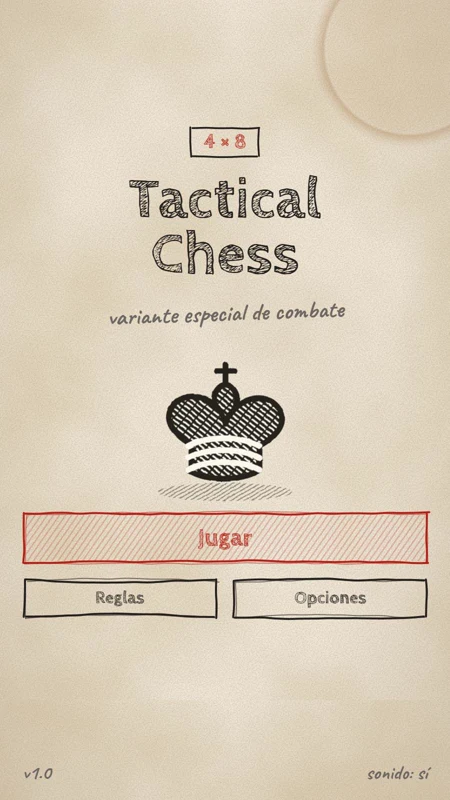 4 × 8
Tactical
Chess
variante especial de combate
Jugar
Reglas
Opciones
v1.0
sonido: sí